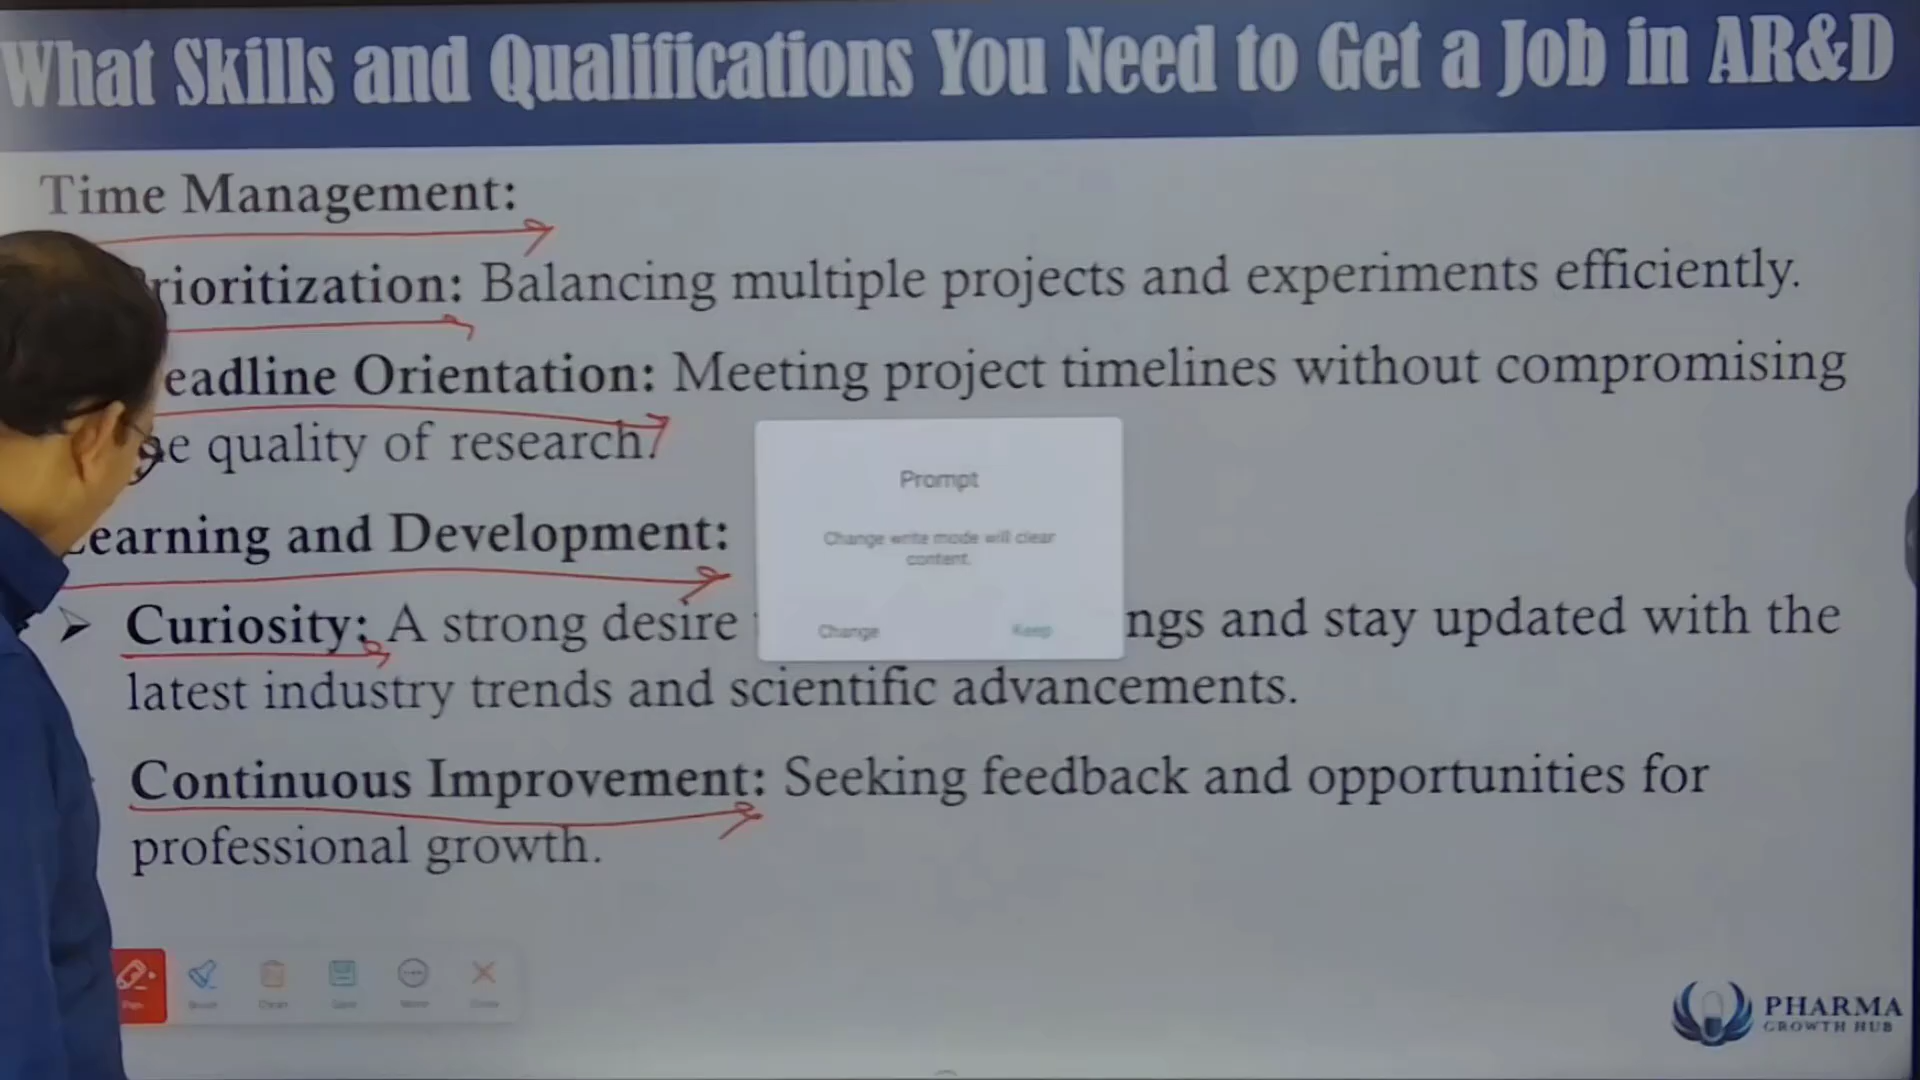 What Skills and Qualifications You Need to Get a Job in AR&D
Time Management:
rioritization: Balancing multiple projects and experiments efficiently.
eadline Orientation: Meeting project timelines without compromising
e quality of research.
earning and Development:
Prompt
Change write mode will clear
content.
Change Keep
➤ Curiosity: A strong desire ngs and stay updated with the
latest industry trends and scientific advancements.
Continuous Improvement: Seeking feedback and opportunities for
professional growth.
Pen
PHARMA
GROWTH HUB